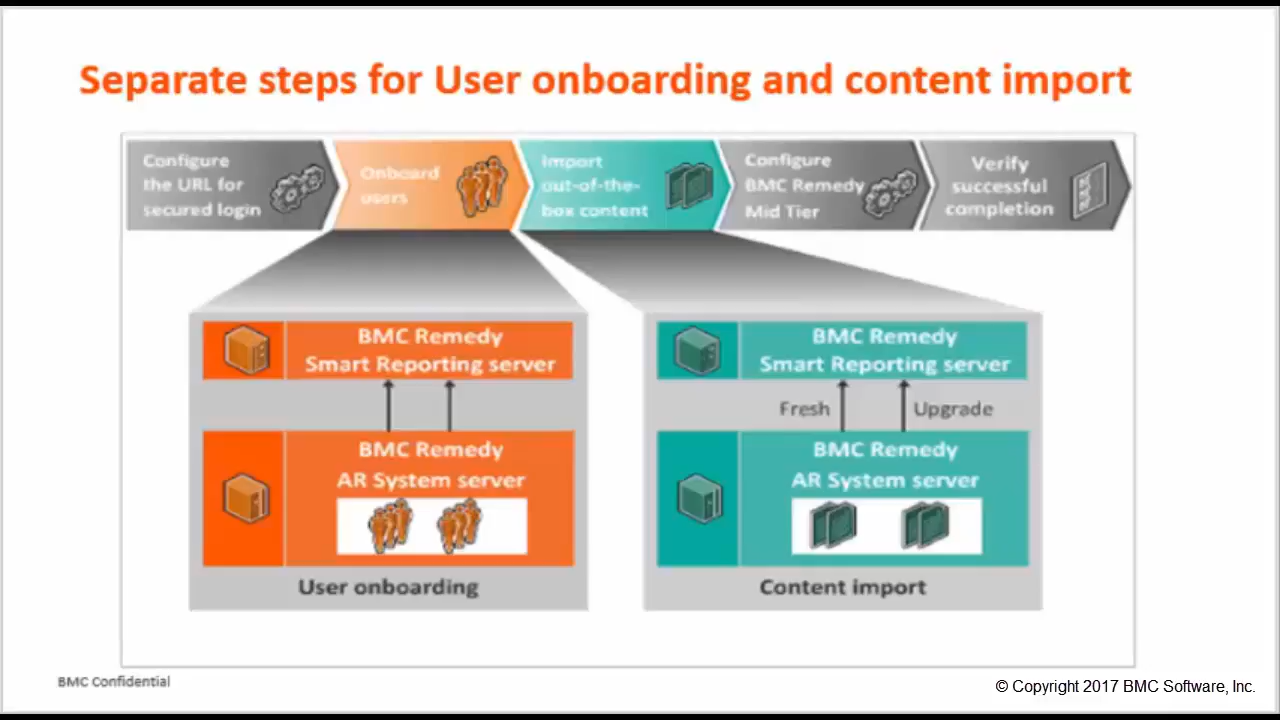 Separate steps for User onboarding and content import
Configure
the URL for
secured login
Onboard
users
Import
out-of-the-
box content
Configure
BMC Remedy
Mid Tier
Verify
successful
completion
BMC Remedy
Smart Reporting server
BMC Remedy
AR System server
User onboarding
BMC Remedy
Smart Reporting server
Fresh
Upgrade
BMC Remedy
AR System server
Content import
BMC Confidential
© Copyright 2017 BMC Software, Inc.